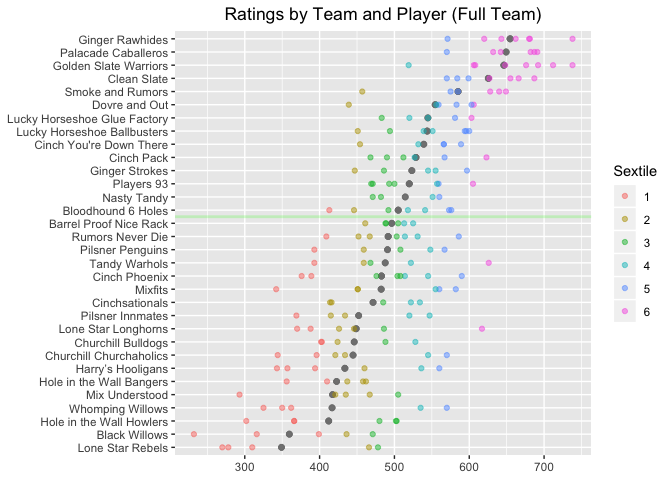 Ratings by Team and Player (Full Team)
Ginger Rawhides
Palacade Caballeros
Golden Slate Warriors
Clean Slate
Smoke and Rumors
Dovre and Out
Lucky Horseshoe Glue Factory
Lucky Horseshoe Ballbusters
Cinch You're Down There
Cinch Pack
Ginger Strokes
Players 93
Nasty Tandy
Bloodhound 6 Holes
Barrel Proof Nice Rack
Rumors Never Die
Pilsner Penguins
Tandy Warhols
Cinch Phoenix
Mixfits
Cinchsationals
Pilsner Innmates
Lone Star Longhorns
Churchill Bulldogs
Churchill Churchaholics
Harry's Hooligans
Hole in the Wall Bangers
Mix Understood
Whomping Willows
Hole in the Wall Howlers
Black Willows
Lone Star Rebels
300 400 500 600 700
Sextile
1
2
3
4
5
6